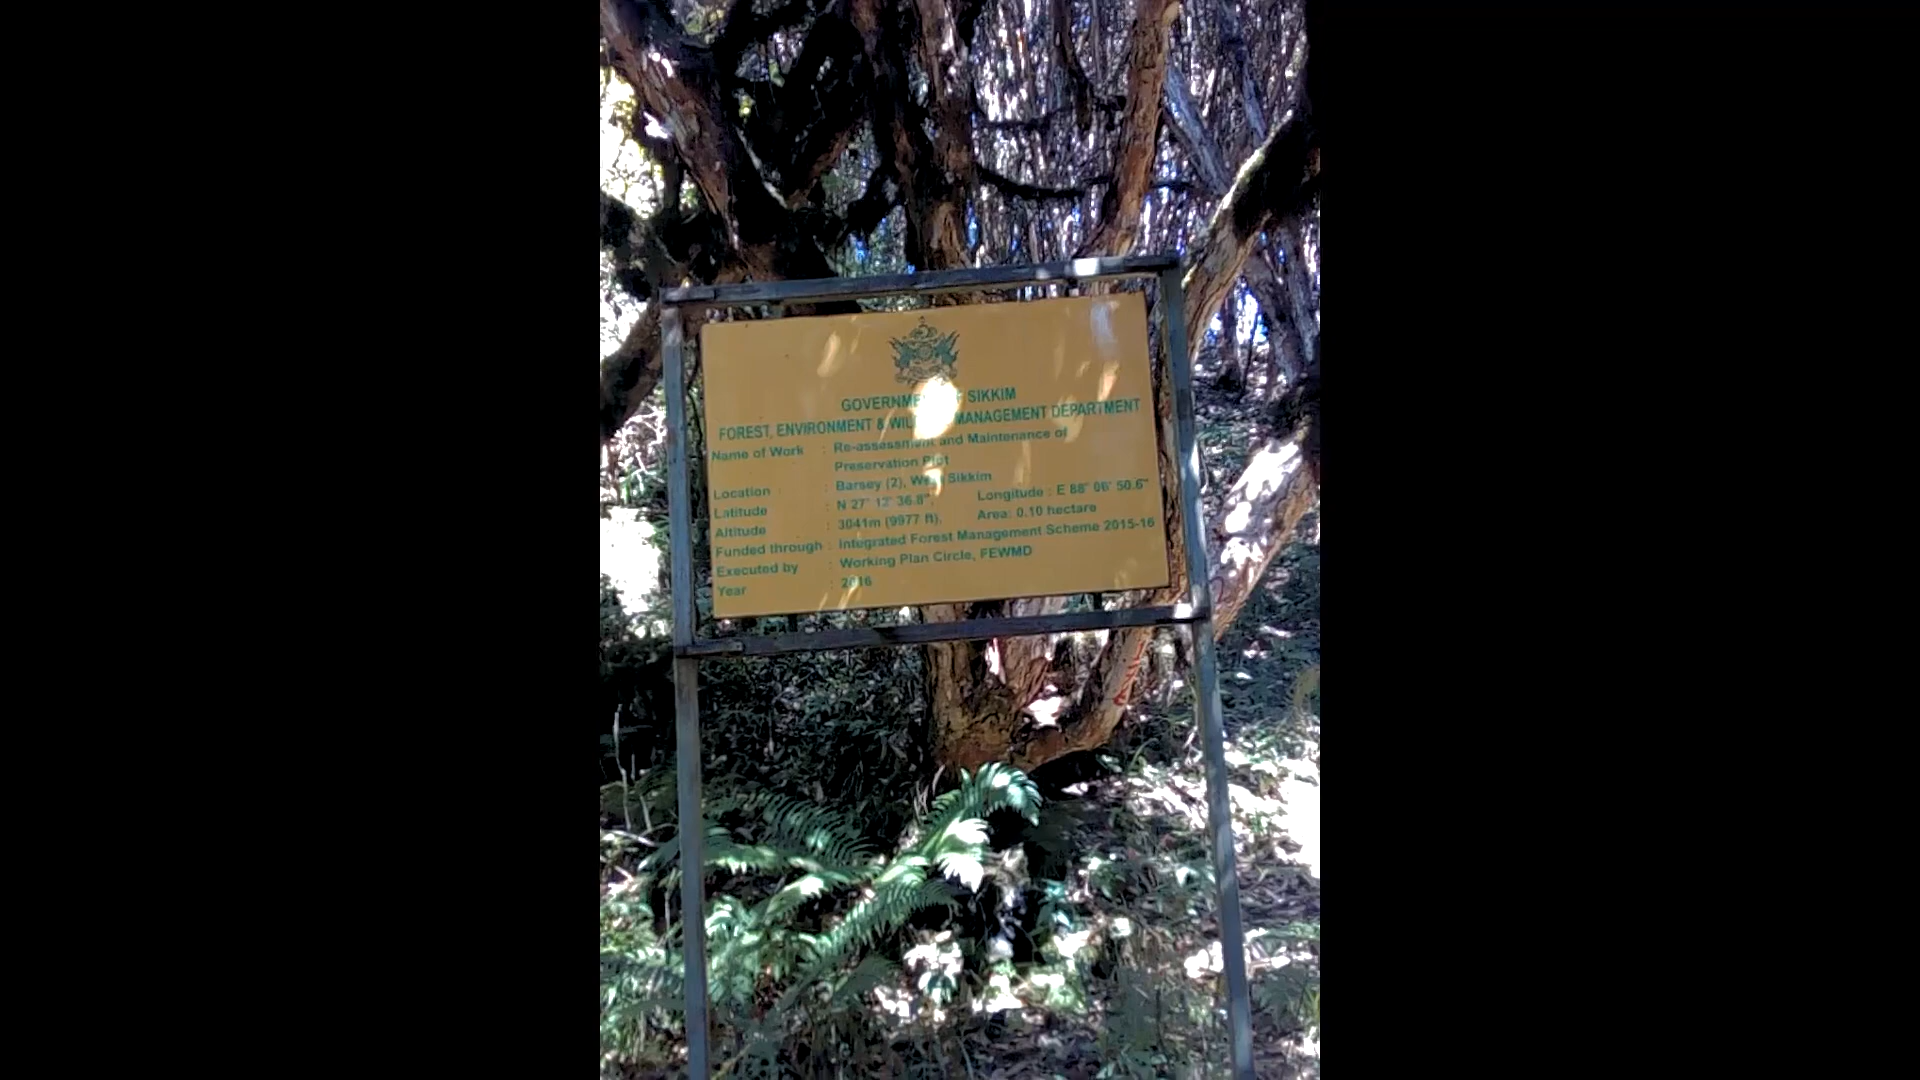 GOVERNMENT OF SIKKIM
FOREST, ENVIRONMENT & WILDLIFE MANAGEMENT DEPARTMENT
Name of Work : Re-assessment and Maintenance of
Preservation Plot
Location : Barsey (2), West Sikkim
Latitude : N 27° 12' 36.8", Longitude : E 88° 06' 50.6"
Altitude : 3041m (9977 ft), Area: 0.10 hectare
Funded through : Integrated Forest Management Scheme 2015-16
Executed by : Working Plan Circle, FEWMD
Year : 2016